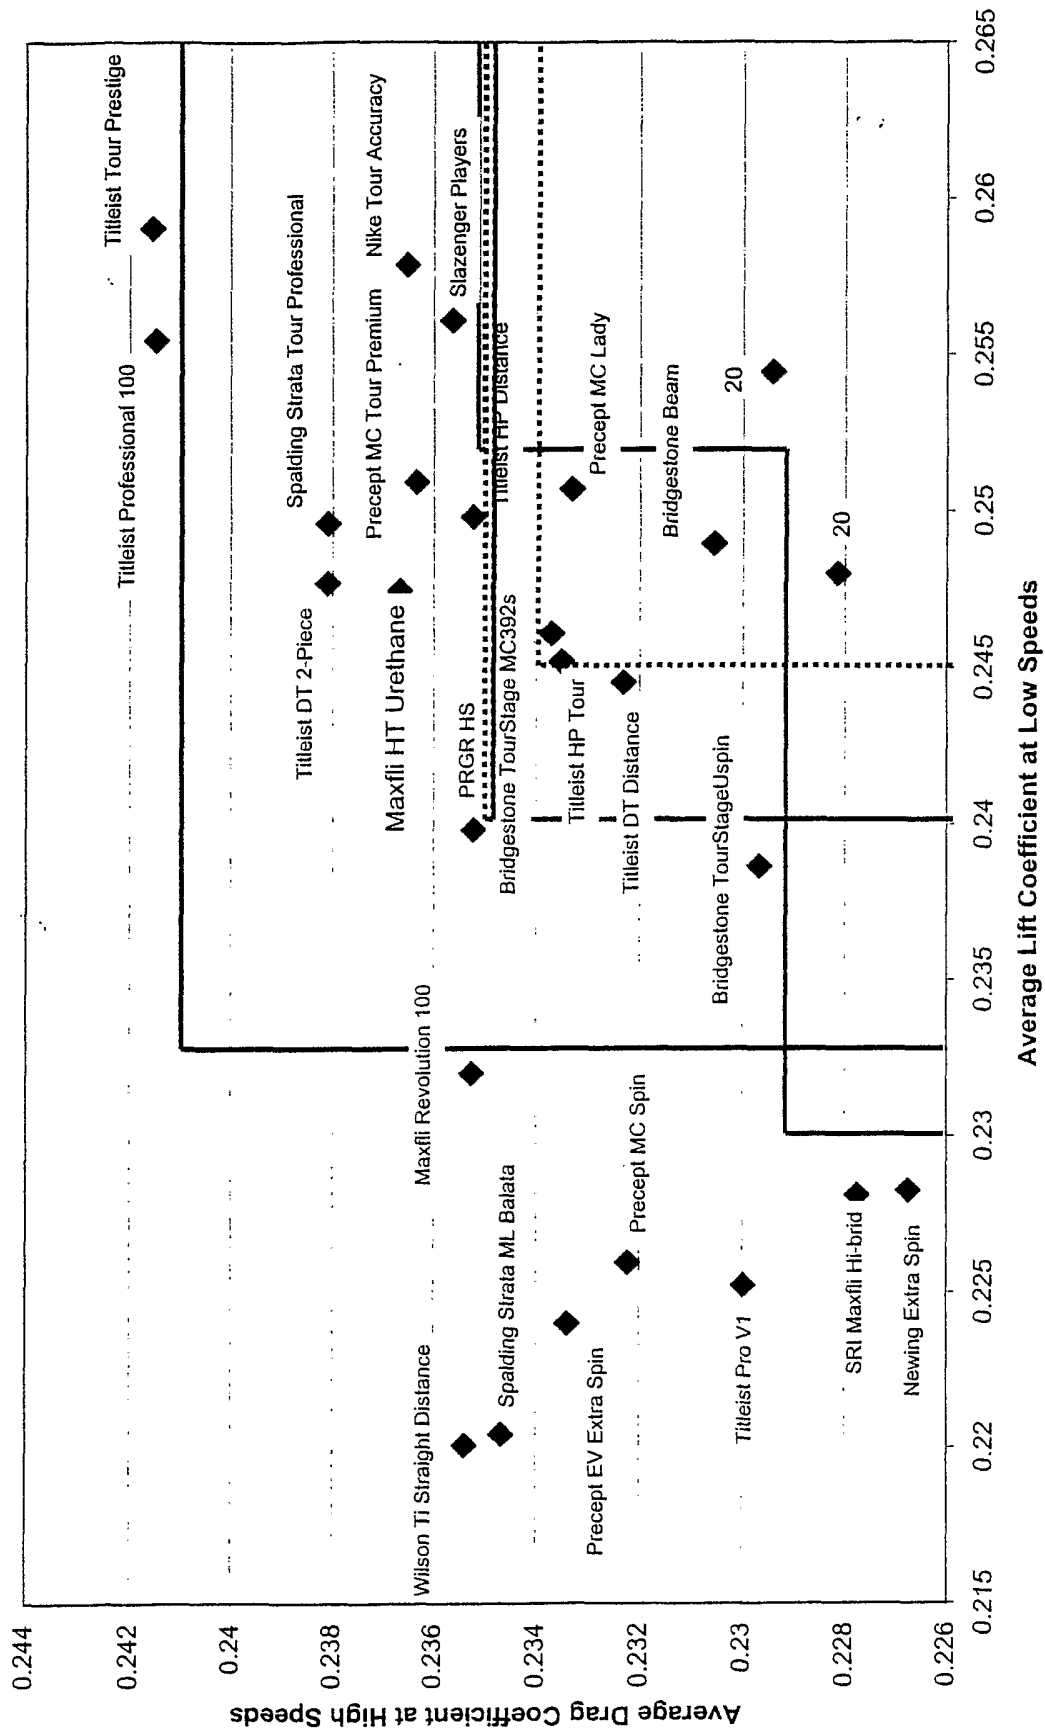 Average Drag Coefficient at High Speeds
0.244
0.242
0.24
0.238
0.236
0.234
0.232
0.23
0.228
0.226
Titleist Tour Prestige
Titleist Professional 100
Spalding Strata Tour Professional
Titleist DT 2-Piece
Nike Tour Accuracy
Precept MC Tour Premium
Maxfli HT Urethane
Slazenger Players
PRGR HS
Maxfli Revolution 100
Wilson Ti Straight Distance
Titleist HP Distance
Bridgestone TourStage MC392s
Spalding Strata ML Balata
Precept MC Lady
Titleist HP Tour
Precept EV Extra Spin
Titleist DT Distance
Precept MC Spin
Bridgestone Beam
20
Bridgestone TourStageUspin
Titleist Pro V1
20
SRI Maxfli Hi-brid
Newing Extra Spin
0.215
0.22
0.225
0.23
0.235
0.24
0.245
0.25
0.255
0.26
0.265
Average Lift Coefficient at Low Speeds